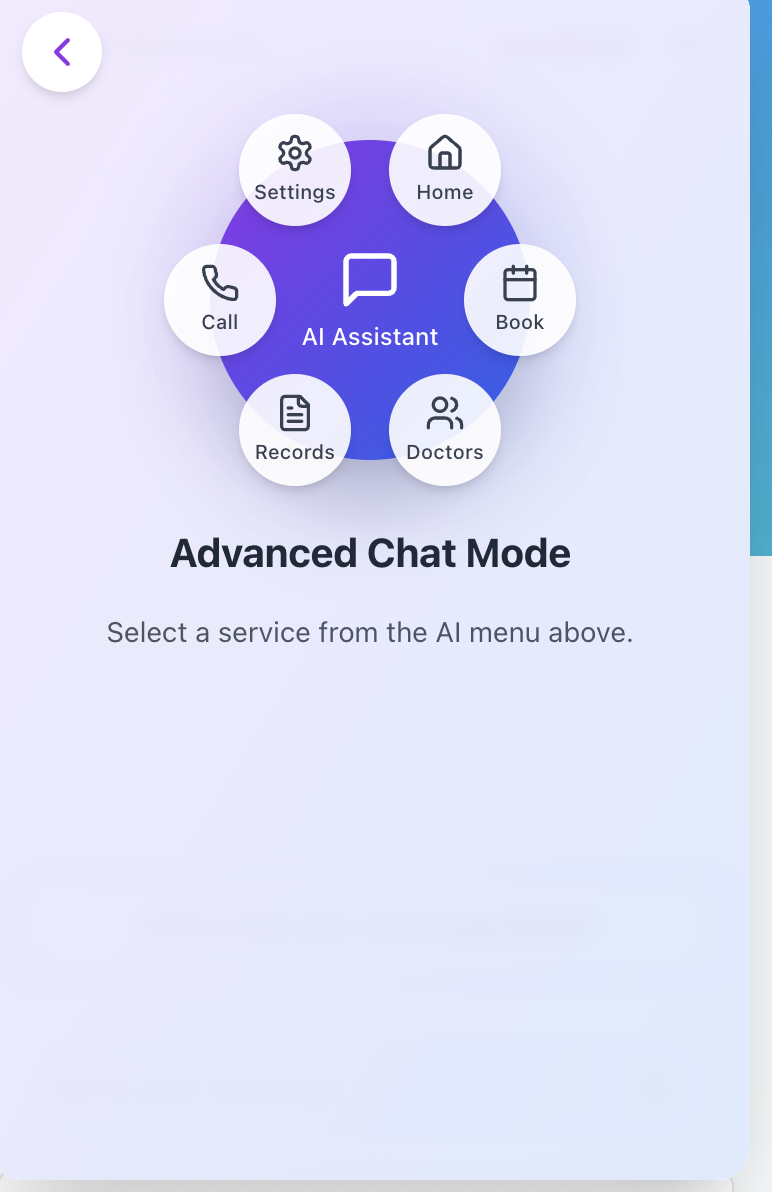 Settings
Home
Call
AI Assistant
Book
Records
Doctors
Advanced Chat Mode
Select a service from the AI menu above.